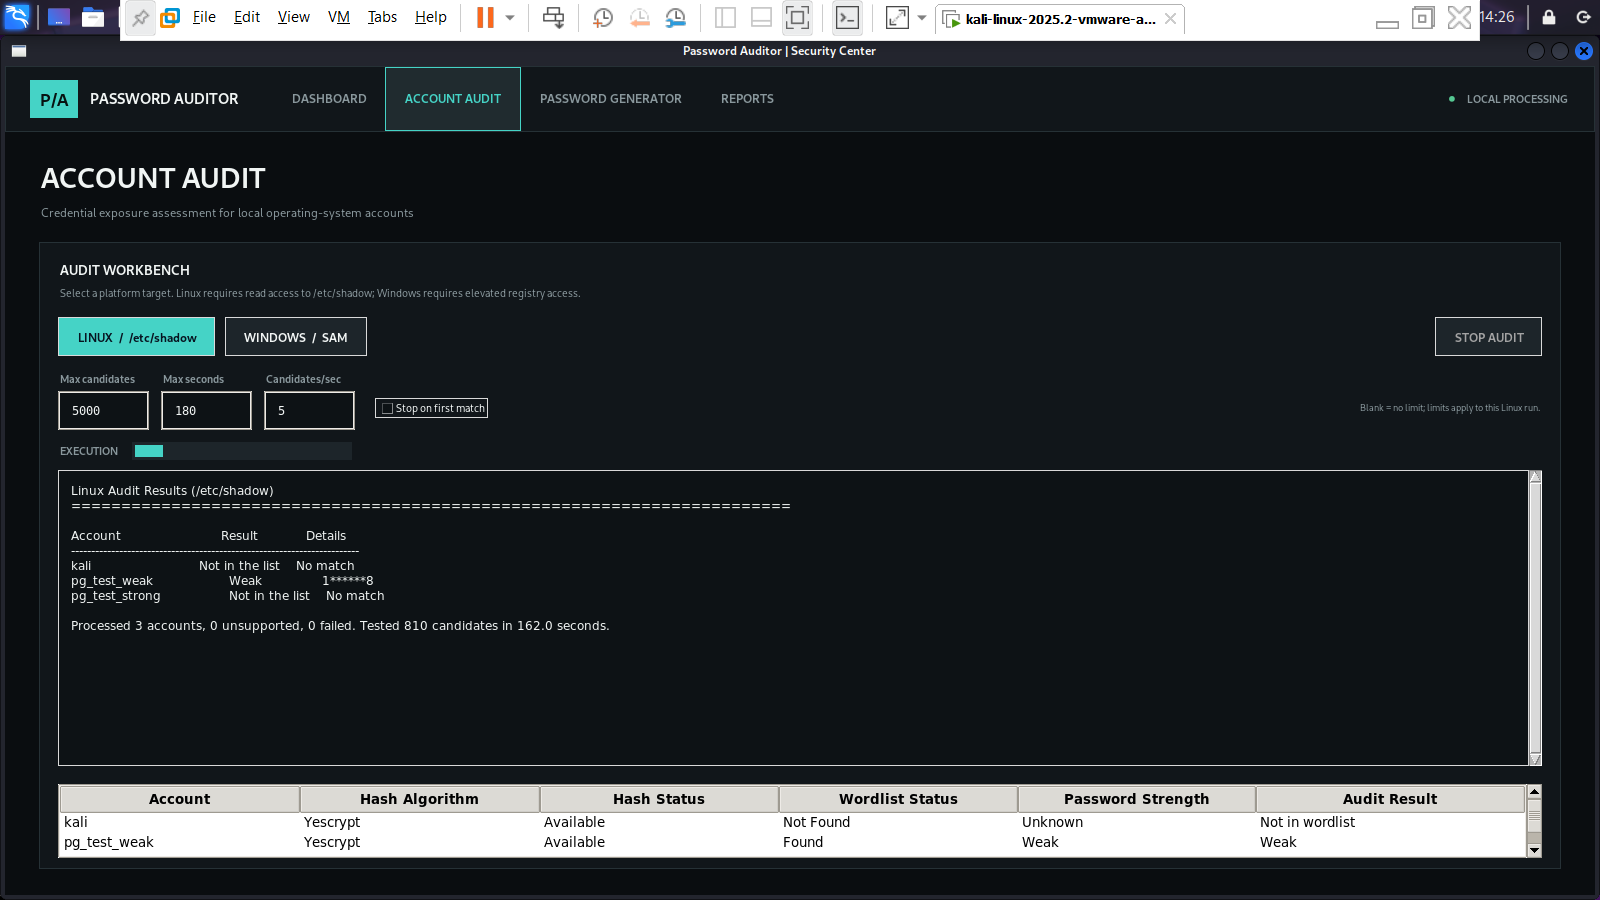 File Edit View VM Tabs Help kali-linux-2025.2-vmware-a... 14:26
Password Auditor | Security Center
P/A PASSWORD AUDITOR DASHBOARD ACCOUNT AUDIT PASSWORD GENERATOR REPORTS LOCAL PROCESSING
ACCOUNT AUDIT
Credential exposure assessment for local operating-system accounts
AUDIT WORKBENCH
Select a platform target. Linux requires read access to /etc/shadow; Windows requires elevated registry access.
LINUX / /etc/shadow WINDOWS / SAM STOP AUDIT
Max candidates Max seconds Candidates/sec
5000 180 5 Stop on first match Blank = no limit; limits apply to this Linux run.
EXECUTION
Linux Audit Results (/etc/shadow)
========================================================================
Account Result Details
------------------------------------------------------------------------
kali Not in the list No match
pg_test_weak Weak 1******8
pg_test_strong Not in the list No match
Processed 3 accounts, 0 unsupported, 0 failed. Tested 810 candidates in 162.0 seconds.
Account Hash Algorithm Hash Status Wordlist Status Password Strength Audit Result
kali Yescrypt Available Not Found Unknown Not in wordlist
pg_test_weak Yescrypt Available Found Weak Weak